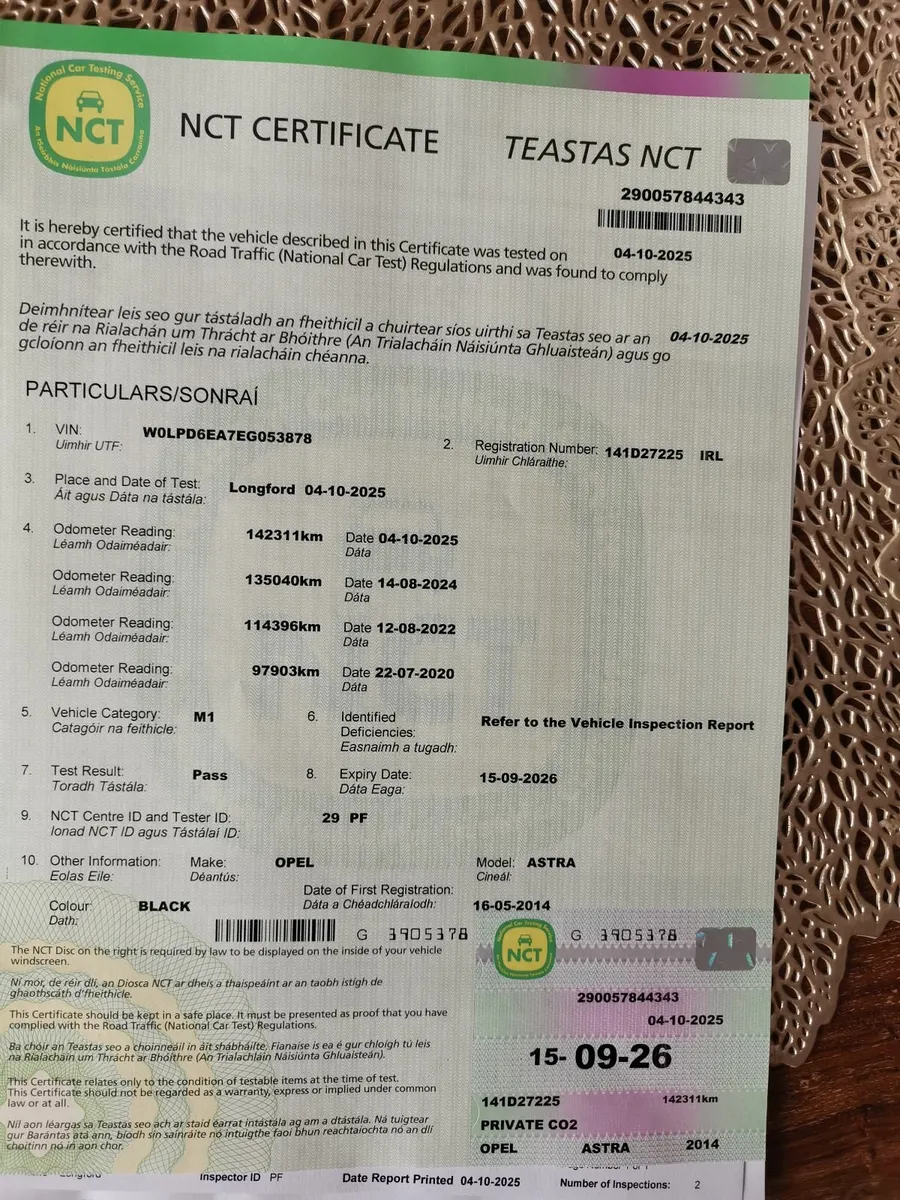 National Car Testing Service
NCT
An tSeirbhís Náisiúnta Tástála Carranna
NCT CERTIFICATE TEASTAS NCT
290057844343
It is hereby certified that the vehicle described in this Certificate was tested on 04-10-2025
in accordance with the Road Traffic (National Car Test) Regulations and was found to comply
therewith.
Deimhnítear leis seo gur tástáladh an fheithicil a chuirtear síos uirthi sa Teastas seo ar an 04-10-2025
de réir na Rialachán um Thrácht ar Bhóithre (An Trialacháin Náisiúnta Ghluaisteán) agus go
gcloíonn an fheithicil leis na rialacháin chéanna.
PARTICULARS/SONRAÍ
1. VIN: W0LPD6EA7EG053878
Uimhir UTF:
2. Registration Number: 141D27225 IRL
Uimhir Chláraithe:
3. Place and Date of Test: Longford 04-10-2025
Áit agus Dáta na tástála:
4. Odometer Reading: 142311km Date 04-10-2025
Léamh Odaiméadair: Dáta
Odometer Reading: 135040km Date 14-08-2024
Léamh Odaiméadair: Dáta
Odometer Reading: 114396km Date 12-08-2022
Léamh Odaiméadair: Dáta
Odometer Reading: 97903km Date 22-07-2020
Léamh Odaiméadair: Dáta
5. Vehicle Category: M1
Catagóir na feithicle:
6. Identified
Deficiencies: Refer to the Vehicle Inspection Report
Easnaimh a tugadh:
7. Test Result: Pass
Toradh Tástála:
8. Expiry Date: 15-09-2026
Dáta Eaga:
9. NCT Centre ID and Tester ID: 29 PF
Ionad NCT ID agus Tástálaí ID:
10. Other Information: Make: OPEL Model: ASTRA
Eolas Eile: Déantús: Cineál:
Colour: BLACK
Dath:
Date of First Registration: 16-05-2014
Dáta a Chéadchláraíodh:
G 3905378
The NCT Disc on the right is required by law to be displayed on the inside of your vehicle
windscreen.
Ní mór, de réir dlí, an Diosca NCT ar dheis a thaispeáint ar an taobh istigh de
ghaothscáth d'fheithicle.
This Certificate should be kept in a safe place. It must be presented as proof that you have
complied with the Road Traffic (National Car Test) Regulations.
Ba chóir an Teastas seo a choinneáil in áit shábháilte. Fianaise is ea é gur chloígh tú leis
na Rialacháin um Thrácht ar Bhóithre (An Trialachláin Náisiúnta Ghluaisteán).
This Certificate relates only to the condition of testable items at the time of test.
This Certificate should not be regarded as a warranty, express or implied under common
law or at all.
Níl aon léargas sa Teastas seo ach ar staid éarrat intástála ag am a dtástála. Ná tuigtear
gur Barántas atá ann, bíodh sin sainráite nó intuigthe faoi bhun reachtaíochta nó an dlí
choitinn nó in aon chor.
NCT
G 3905378
290057844343
04-10-2025
15- 09-26
141D27225 142311km
PRIVATE CO2
OPEL ASTRA 2014
Longford Inspector ID PF Date Report Printed 04-10-2025 Number of Inspections: 2